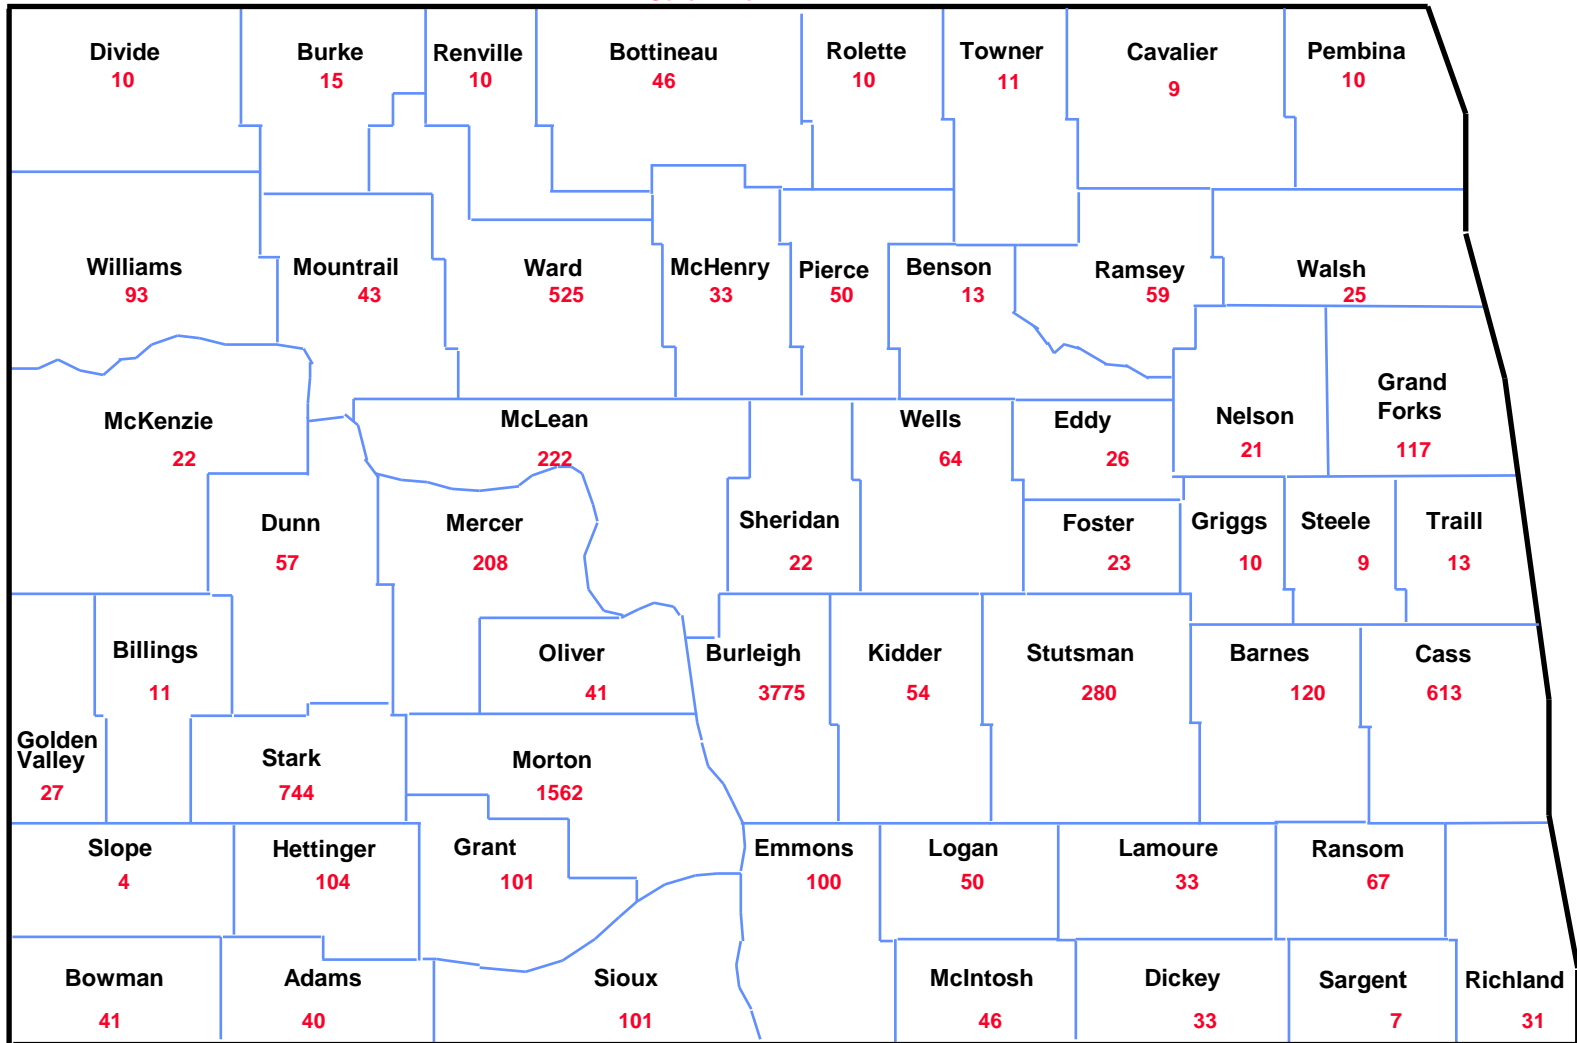 Divide Burke Renville Bottineau Rolette Towner Cavalier Pembina
10 15 10 46 10 11 9 10
Williams Mountrail Ward McHenry Pierce Benson Ramsey Walsh
93 43 525 33 50 13 59 25
Grand
Forks
McKenzie McLean Wells Eddy Nelson
22 222 64 26 21 117
Dunn Mercer Sheridan Foster Griggs Steele Traill
57 208 22 23 10 9 13
Billings Oliver Burleigh Kidder Stutsman Barnes Cass
11 41 3775 54 280 120 613
Golden
Valley Stark Morton
27 744 1562
Slope Hettinger Grant Emmons Logan Lamoure Ransom
4 104 101 100 50 33 67
Bowman Adams Sioux McIntosh Dickey Sargent Richland
41 40 101 46 33 7 31